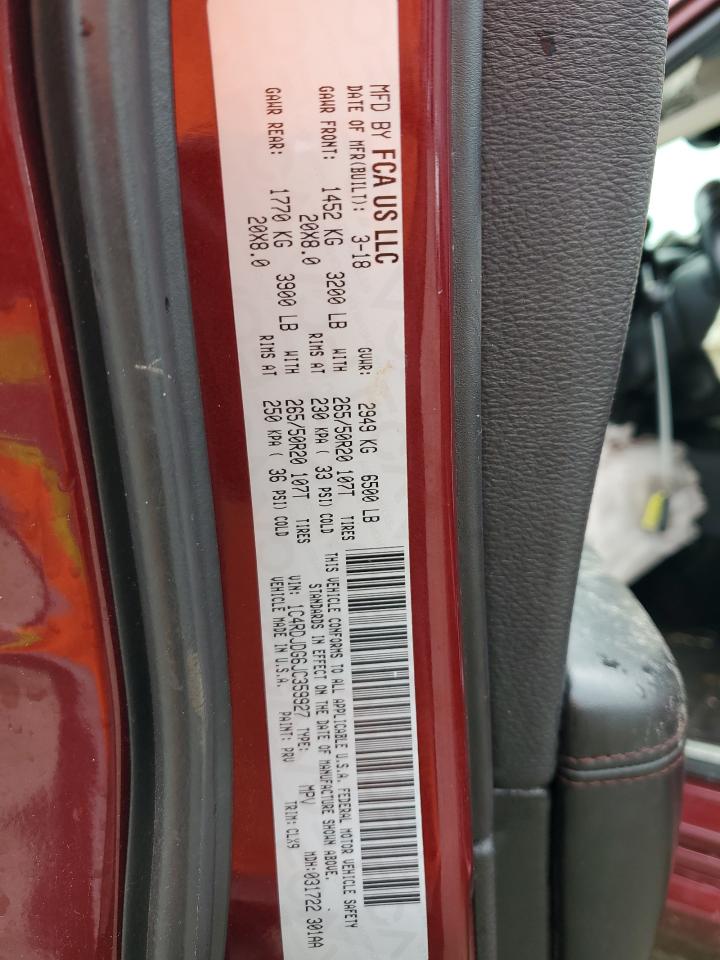 MFD BY FCA US LLC
DATE OF MFR(BUILT): 3-18 GVWR: 2949 KG 6500 LB
GAWR FRONT: 1452 KG 3200 LB WITH 265/50R20 107T TIRES
20X8.0 RIMS AT 230 KPA ( 33 PSI) COLD
GAWR REAR: 1770 KG 3900 LB WITH 265/50R20 107T TIRES
20X8.0 RIMS AT 250 KPA ( 36 PSI) COLD
THIS VEHICLE CONFORMS TO ALL APPLICABLE U.S.A. FEDERAL MOTOR VEHICLE SAFETY
STANDARDS IN EFFECT ON THE DATE OF MANUFACTURE SHOWN ABOVE.
VIN: 1C4RDJDG6JC359927 TYPE: MPV MDH:031722 301AA
VEHICLE MADE IN U.S.A. PAINT: PRV TRIM: CLX9